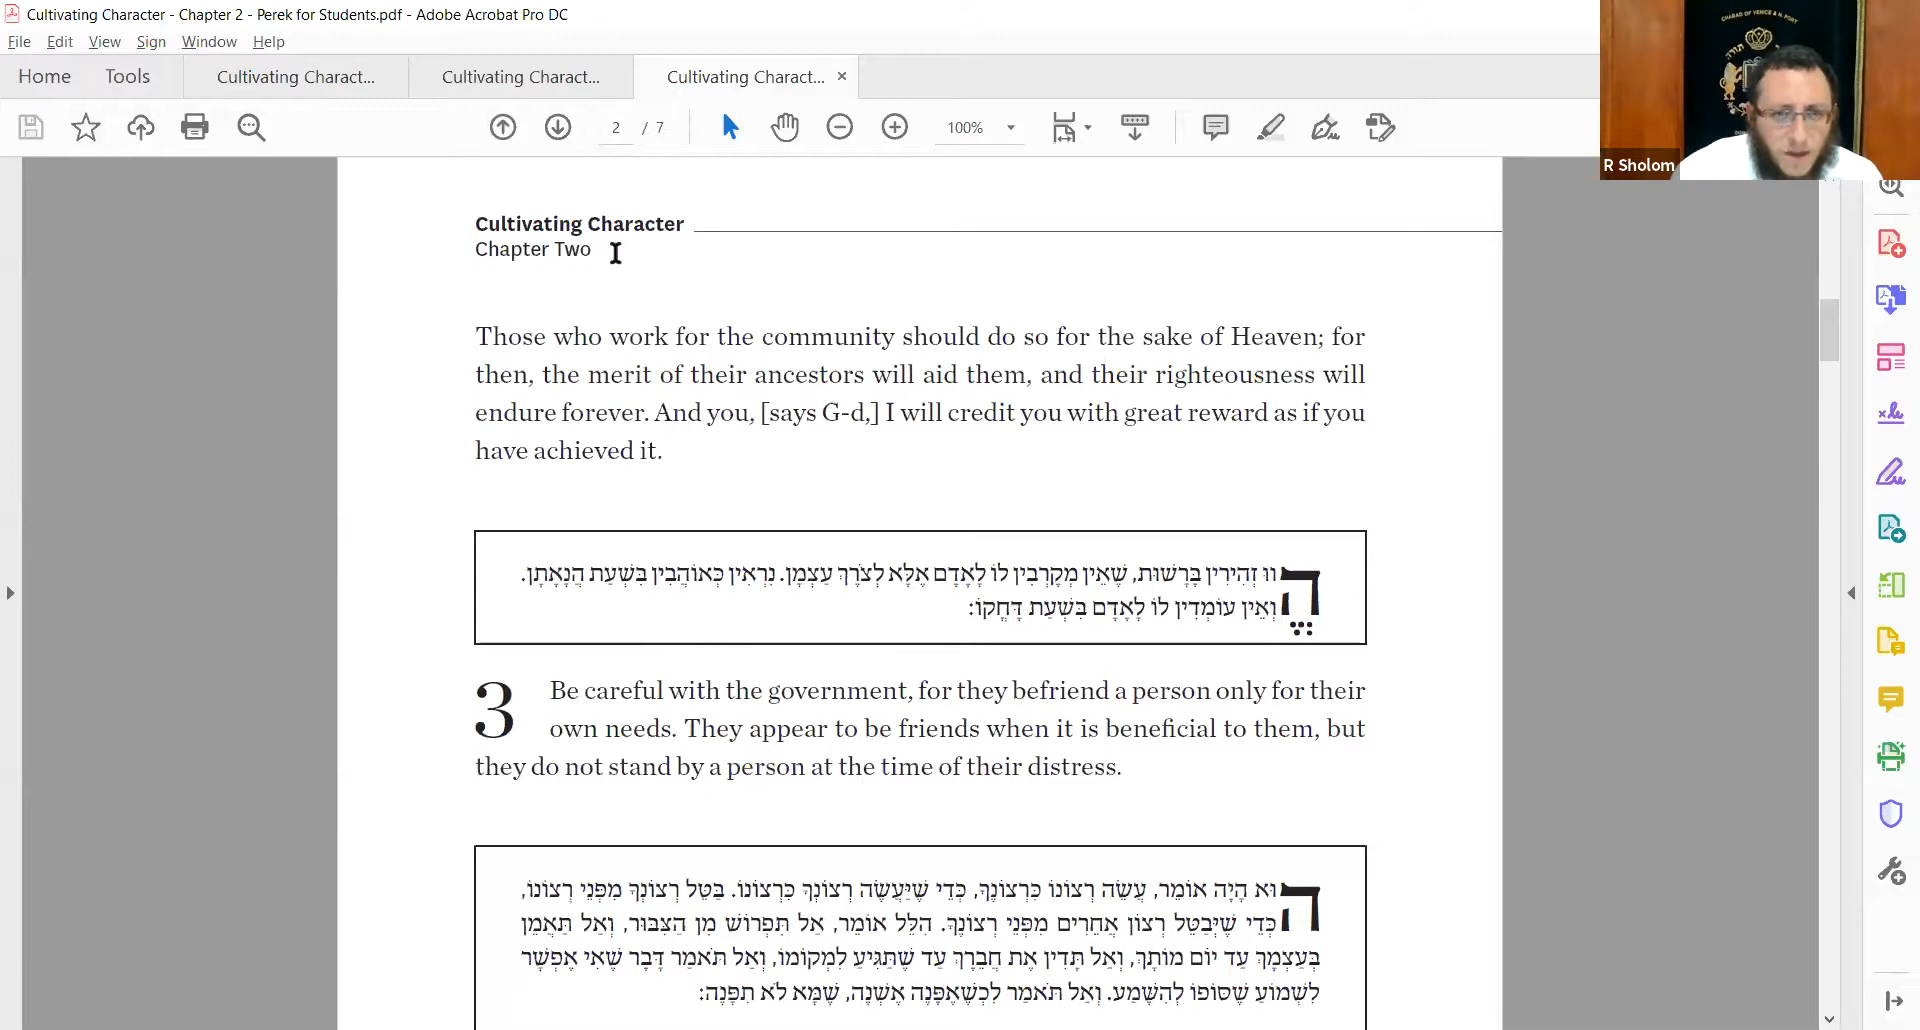 Cultivating Character - Chapter 2 - Perek for Students.pdf - Adobe Acrobat Pro DC
File Edit View Sign Window Help
Home Tools Cultivating Charact... Cultivating Charact... Cultivating Charact... ×
2 / 7 100%
CHABAD OF VENICE & N. PORT
R Sholom
Cultivating Character
Chapter Two
Those who work for the community should do so for the sake of Heaven; for
then, the merit of their ancestors will aid them, and their righteousness will
endure forever. And you, [says G-d,] I will credit you with great reward as if you
have achieved it.
הֱווּ זְהִירִין בָּרָשׁוּת, שֶׁאֵין מְקָרְבִין לוֹ לָאָדָם אֶלָּא לְצֹרֶךְ עַצְמָן. נִרְאִין כְּאוֹהֲבִין בִּשְׁעַת הֲנָאָתָן.
וְאֵין עוֹמְדִין לוֹ לָאָדָם בִּשְׁעַת דָּחֳקוֹ:
3 Be careful with the government, for they befriend a person only for their
own needs. They appear to be friends when it is beneficial to them, but
they do not stand by a person at the time of their distress.
הוּא הָיָה אוֹמֵר, עֲשֵׂה רְצוֹנוֹ כִּרְצוֹנֶךָ, כְּדֵי שֶׁיַּעֲשֶׂה רְצוֹנְךָ כִּרְצוֹנוֹ. בַּטֵּל רְצוֹנְךָ מִפְּנֵי רְצוֹנוֹ,
כְּדֵי שֶׁיְּבַטֵּל רְצוֹן אֲחֵרִים מִפְּנֵי רְצוֹנֶךָ. הִלֵּל אוֹמֵר, אַל תִּפְרוֹשׁ מִן הַצִּבּוּר, וְאַל תַּאֲמֵן
בְּעַצְמָךְ עַד יוֹם מוֹתָךְ, וְאַל תָּדִין אֶת חֲבֵרָךְ עַד שֶׁתַּגִּיעַ לִמְקוֹמוֹ, וְאַל תֹּאמַר דָּבָר שֶׁאִי אֶפְשָׁר
לִשְׁמוֹעַ שֶׁסּוֹפוֹ לְהִשָּׁמַע. וְאַל תֹּאמַר לִכְשֶׁאֶפָּנֶה אֶשְׁנֶה, שֶׁמָּא לֹא תִפָּנֶה: